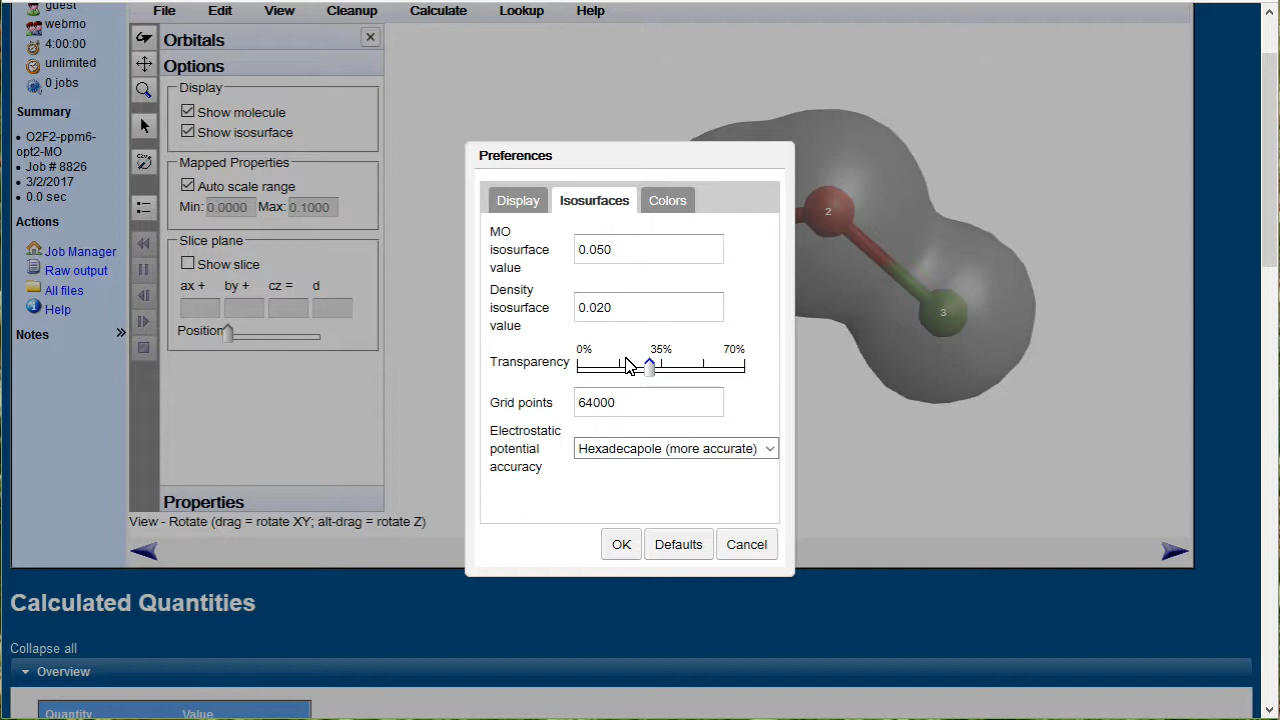 guest
webmo
4:00:00
unlimited
0 jobs
Summary
• O2F2-ppm6-
opt2-MO
• Job # 8826
• 3/2/2017
• 0.0 sec
Actions
Job Manager
Raw output
All files
Help
Notes »
File Edit View Cleanup Calculate Lookup Help
Orbitals
Options
Display
Show molecule
Show isosurface
Mapped Properties
Auto scale range
Min: 0.0000 Max: 0.1000
Slice plane
Show slice
ax + by + cz = d
Position
Properties
View - Rotate (drag = rotate XY; alt-drag = rotate Z)
2
3
Preferences
Display Isosurfaces Colors
MO
isosurface
value
0.050
Density
isosurface
value
0.020
0% 35% 70%
Transparency
Grid points 64000
Electrostatic
potential
accuracy
Hexadecapole (more accurate)
OK Defaults Cancel
Calculated Quantities
Collapse all
Overview
Quantity Value